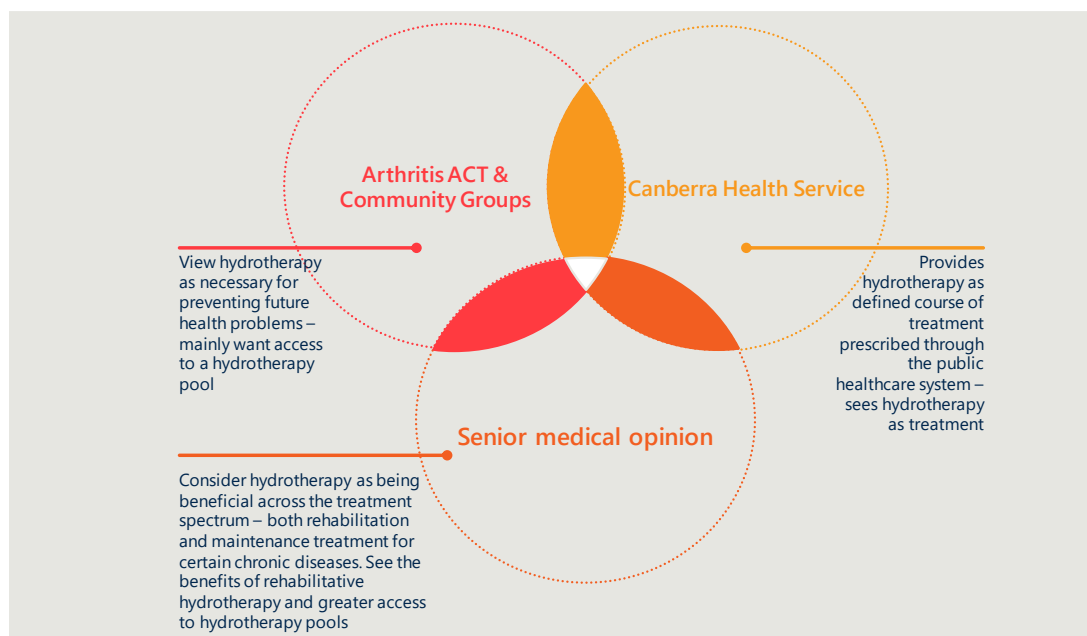 Arthritis ACT &
Community Groups
Canberra Health Service
View hydrotherapy
as necessary for
preventing future
health problems –
mainly want access
to a hydrotherapy
pool
Provides
hydrotherapy as
defined course of
treatment
prescribed through
the public
healthcare system –
sees hydrotherapy
as treatment
Senior medical opinion
Consider hydrotherapy as being
beneficial across the treatment
spectrum – both rehabilitation
and maintenance treatment for
certain chronic diseases. See the
benefits of rehabilitative
hydrotherapy and greater access
to hydrotherapy pools